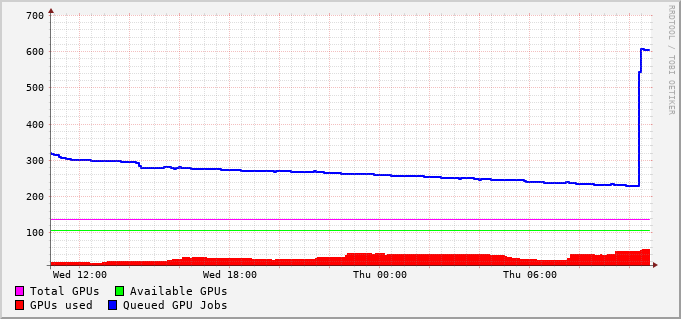 700
600
500
400
300
200
100
Wed 12:00 Wed 18:00 Thu 00:00 Thu 06:00
Total GPUs Available GPUs
GPUs used Queued GPU Jobs
RRDTOOL / TOBI OETIKER